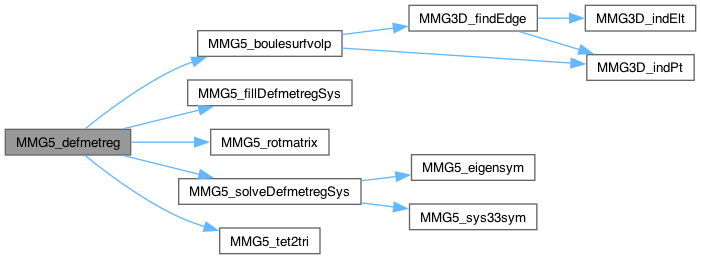 MMG5_defmetreg
MMG5_boulesurfvolp
MMG3D_findEdge
MMG3D_indElt
MMG3D_indPt
MMG5_fillDefmetregSys
MMG5_rotmatrix
MMG5_solveDefmetregSys
MMG5_eigensym
MMG5_sys33sym
MMG5_tet2tri